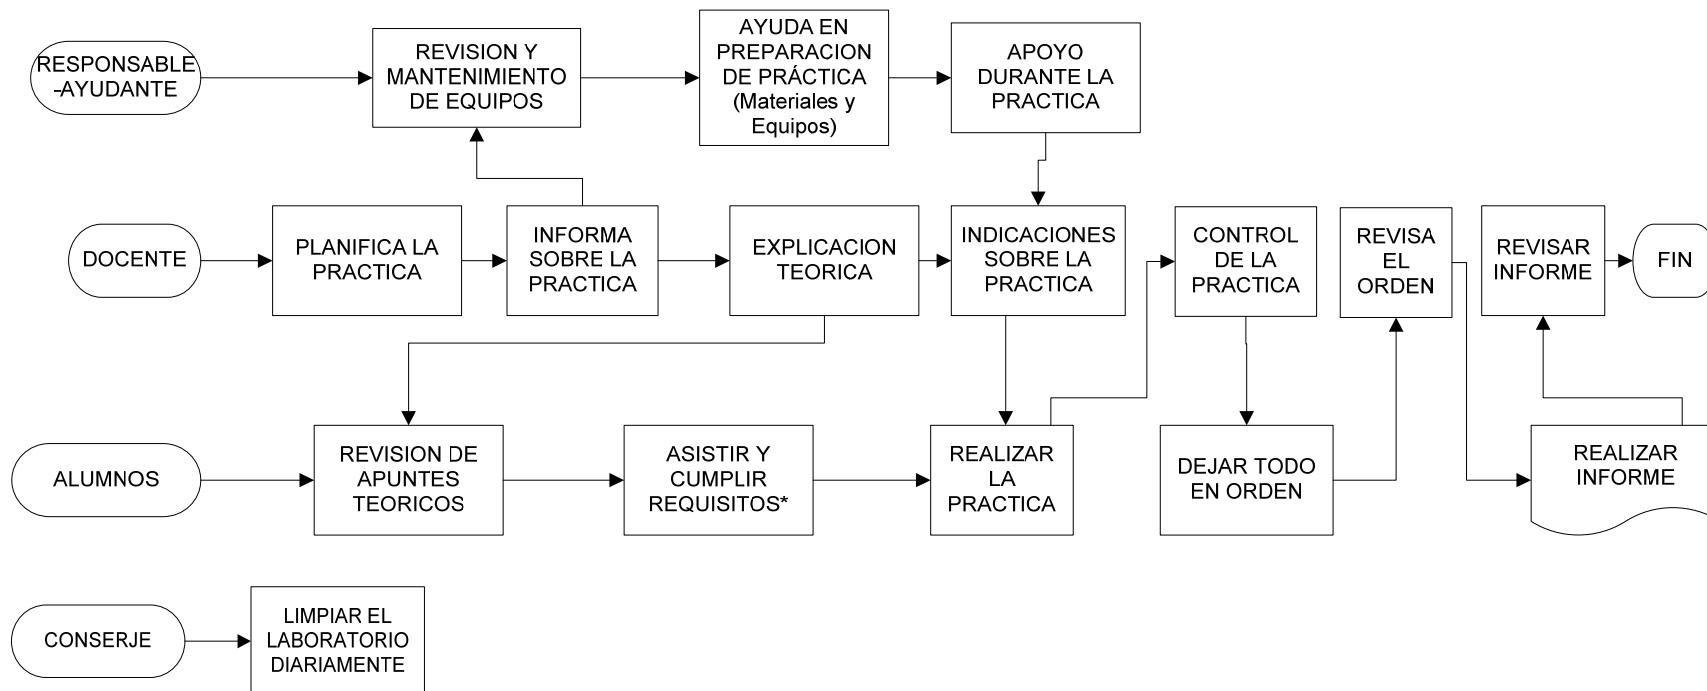 RESPONSABLE
-AYUDANTE
REVISION Y
MANTENIMIENTO
DE EQUIPOS
AYUDA EN
PREPARACION
DE PRÁCTICA
(Materiales y
Equipos)
APOYO
DURANTE LA
PRACTICA
DOCENTE
PLANIFICA LA
PRACTICA
INFORMA
SOBRE LA
PRACTICA
EXPLICACION
TEORICA
INDICACIONES
SOBRE LA
PRACTICA
CONTROL
DE LA
PRACTICA
REVISA
EL
ORDEN
REVISAR
INFORME
FIN
ALUMNOS
REVISION DE
APUNTES
TEORICOS
ASISTIR Y
CUMPLIR
REQUISITOS*
REALIZAR
LA
PRACTICA
DEJAR TODO
EN ORDEN
REALIZAR
INFORME
CONSERJE
LIMPIAR EL
LABORATORIO
DIARIAMENTE